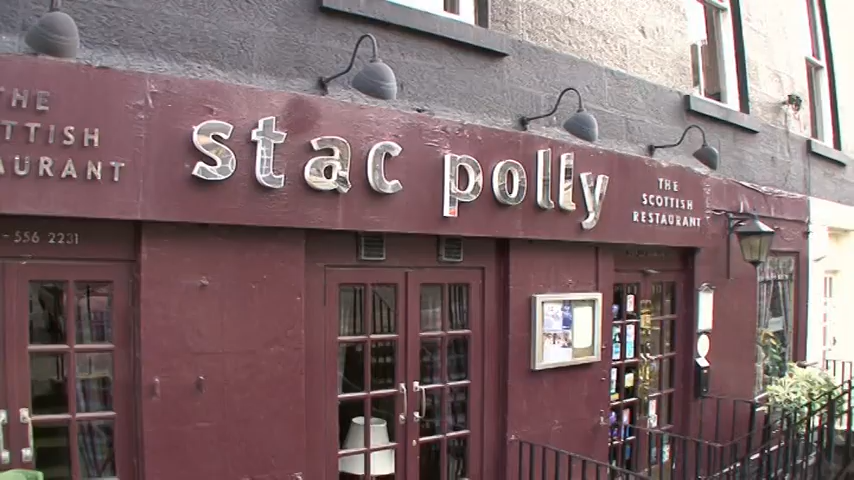 THE
SCOTTISH
RESTAURANT
stac polly
THE
SCOTTISH
RESTAURANT
556 2231